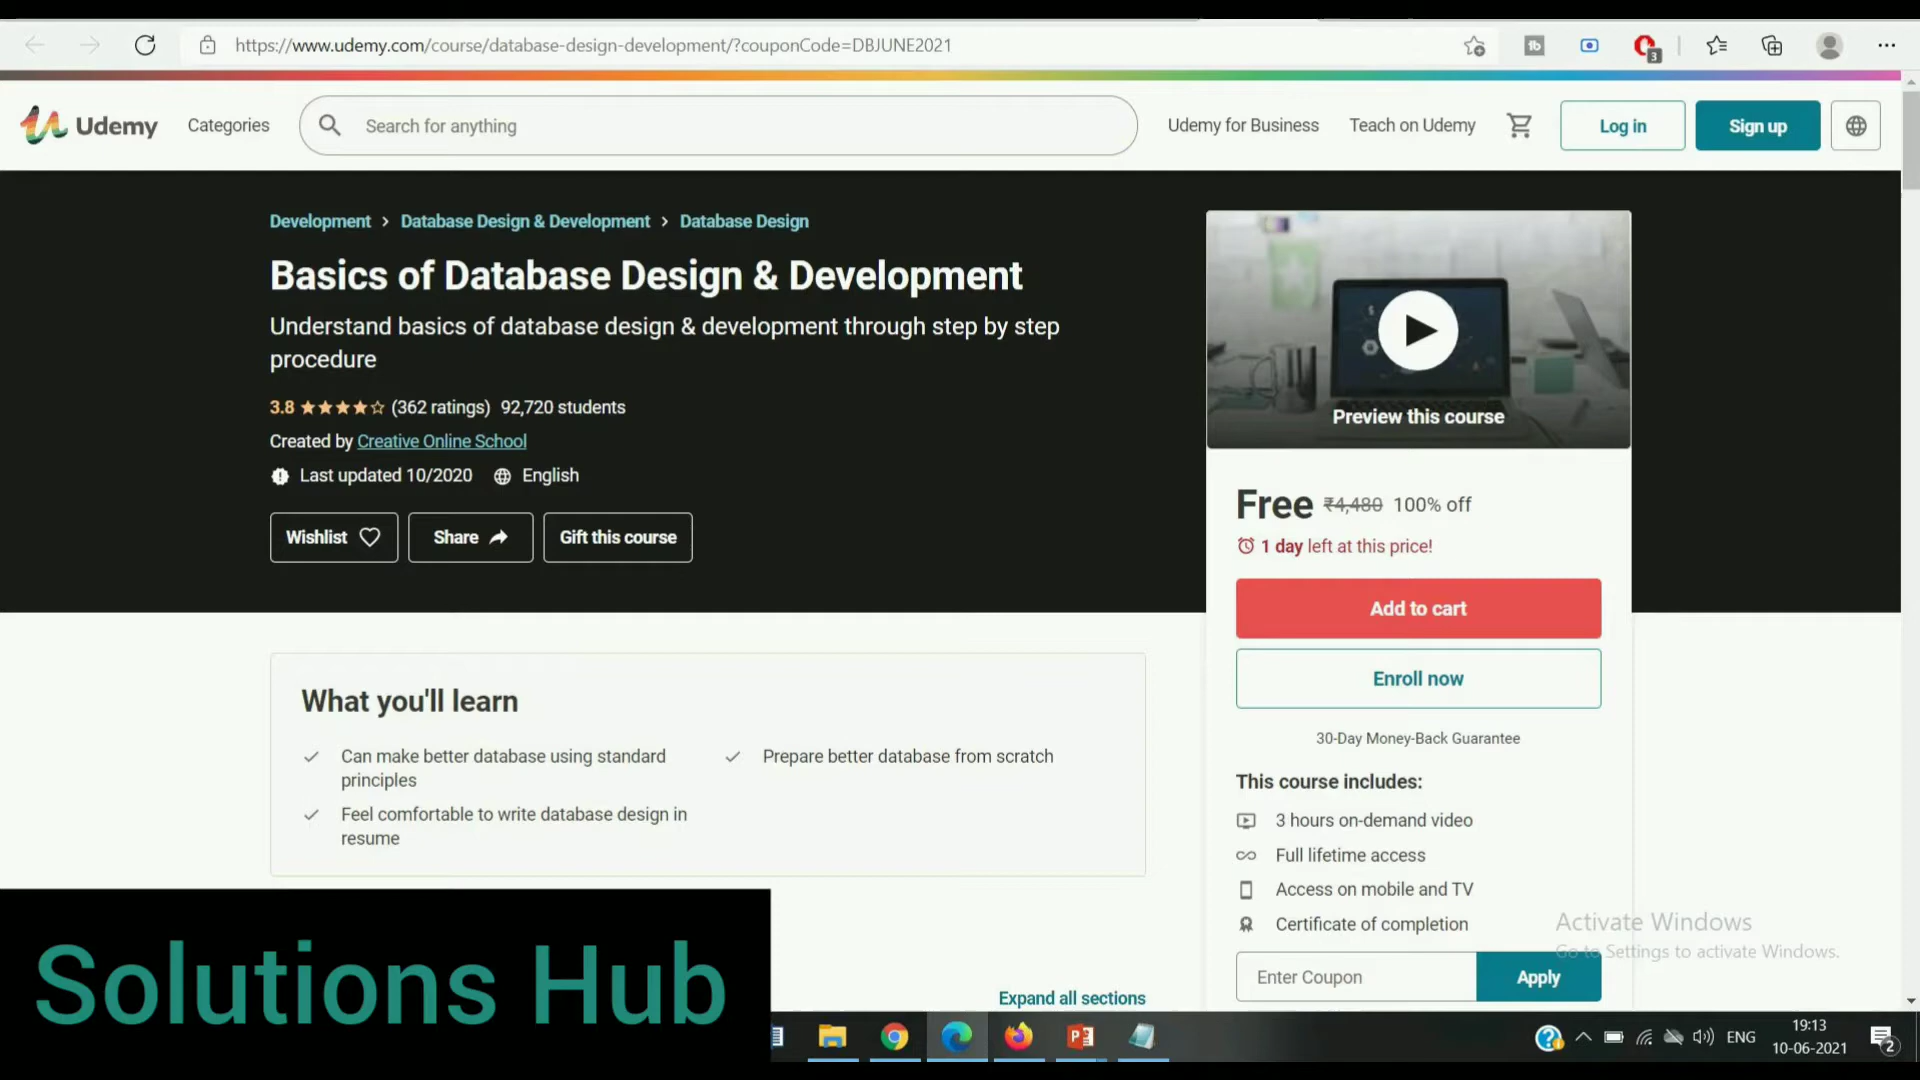 https://www.udemy.com/course/database-design-development/?couponCode=DBJUNE2021
3
Udemy
Categories
Search for anything
Udemy for Business
Teach on Udemy
Log in
Sign up
Development > Database Design & Development > Database Design
Basics of Database Design & Development
Understand basics of database design & development through step by step
procedure
3.8 (362 ratings) 92,720 students
Created by Creative Online School
Last updated 10/2020 English
Wishlist
Share
Gift this course
Preview this course
Free ₹4,480 100% off
1 day left at this price!
Add to cart
Enroll now
30-Day Money-Back Guarantee
This course includes:
3 hours on-demand video
Full lifetime access
Access on mobile and TV
Certificate of completion
Enter Coupon
Apply
What you'll learn
Can make better database using standard
principles
Feel comfortable to write database design in
resume
Prepare better database from scratch
Expand all sections
Activate Windows
Go to Settings to activate Windows.
Solutions Hub
ENG
19:13
10-06-2021
2